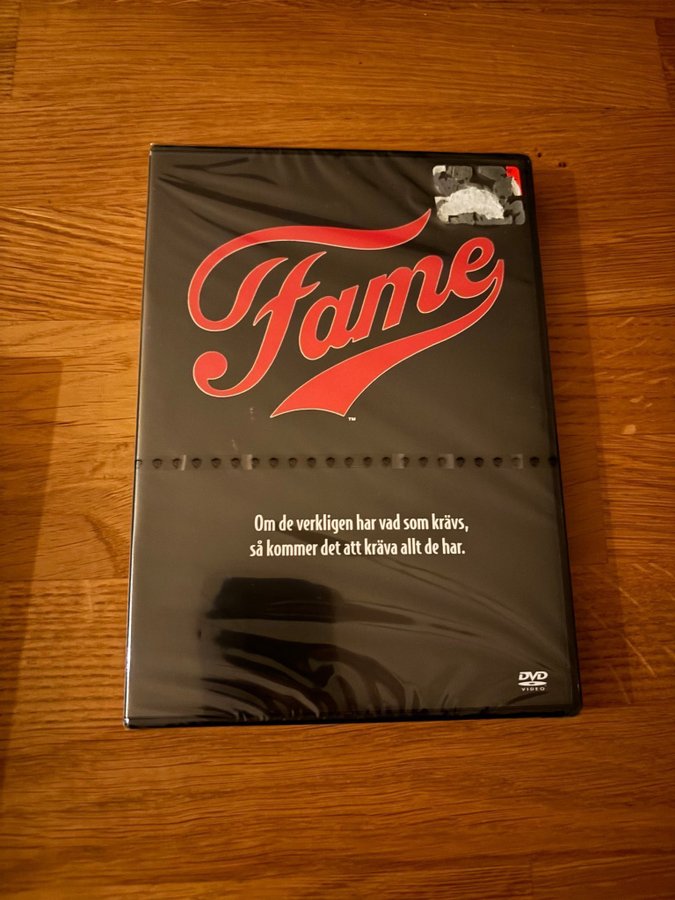 Fame
™
Om de verkligen har vad som krävs,
så kommer det att kräva allt de har.
DVD
VIDEO